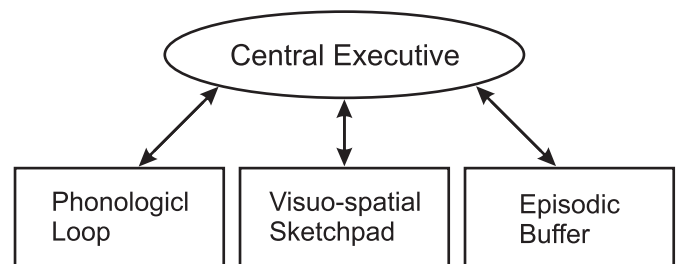 Central Executive
Phonologicl
Loop
Visuo-spatial
Sketchpad
Episodic
Buffer